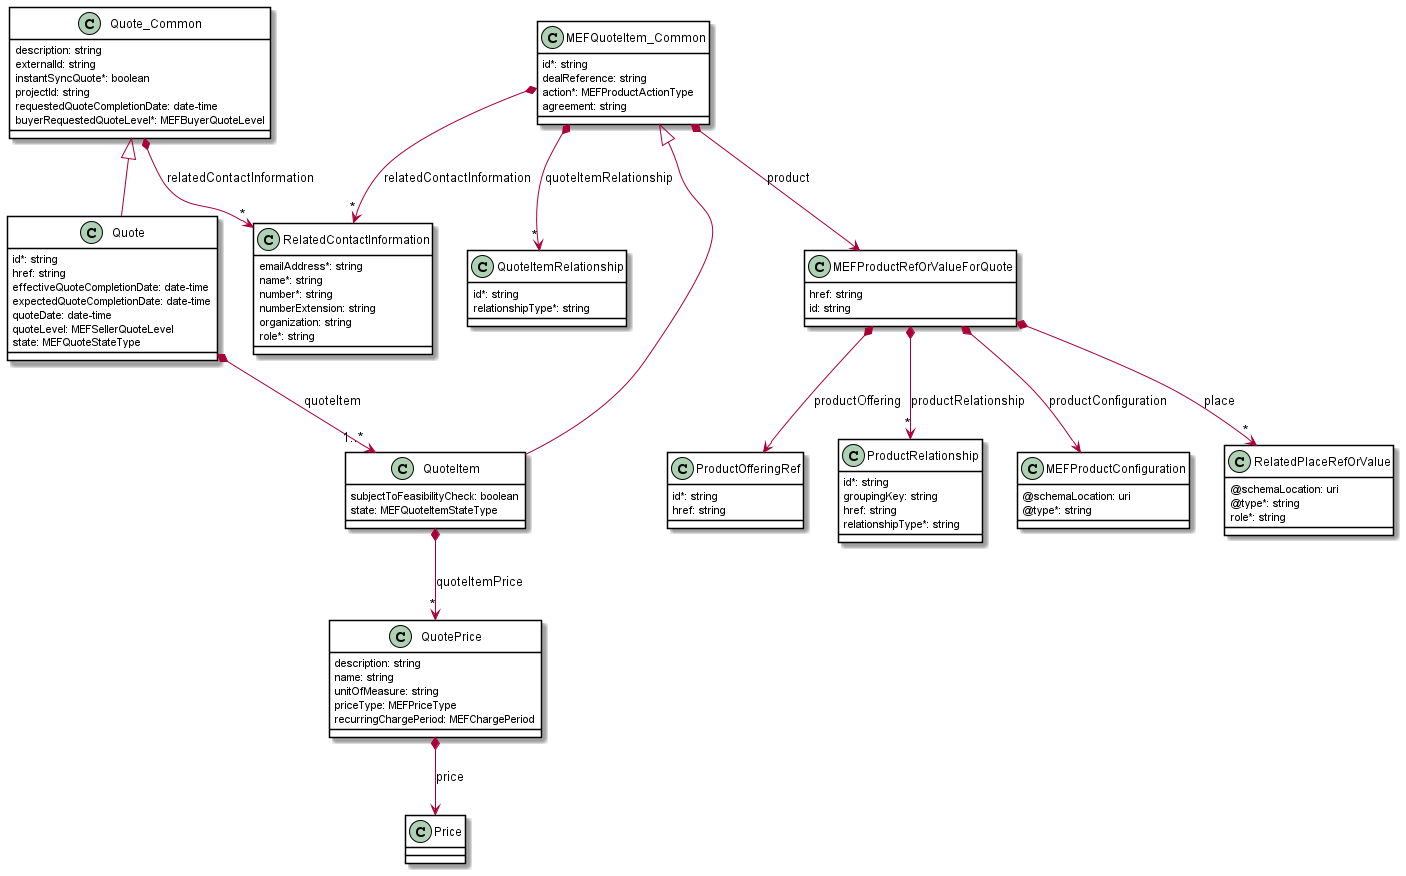 C Quote_Common
description: string
externalId: string
instantSyncQuote*: boolean
projectId: string
requestedQuoteCompletionDate: date-time
buyerRequestedQuoteLevel*: MEFBuyerQuoteLevel
C MEFQuoteItem_Common
id*: string
dealReference: string
action*: MEFProductActionType
agreement: string
relatedContactInformation
*
relatedContactInformation
*
quoteItemRelationship
*
product
C Quote
id*: string
href: string
effectiveQuoteCompletionDate: date-time
expectedQuoteCompletionDate: date-time
quoteDate: date-time
quoteLevel: MEFSellerQuoteLevel
state: MEFQuoteStateType
C RelatedContactInformation
emailAddress*: string
name*: string
number*: string
numberExtension: string
organization: string
role*: string
C QuoteItemRelationship
id*: string
relationshipType*: string
C MEFProductRefOrValueForQuote
href: string
id: string
quoteItem
1..*
productOffering
productRelationship
*
productConfiguration
place
*
C QuoteItem
subjectToFeasibilityCheck: boolean
state: MEFQuoteItemStateType
C ProductOfferingRef
id*: string
href: string
C ProductRelationship
id*: string
groupingKey: string
href: string
relationshipType*: string
C MEFProductConfiguration
@schemaLocation: uri
@type*: string
C RelatedPlaceRefOrValue
@schemaLocation: uri
@type*: string
role*: string
quoteItemPrice
*
C QuotePrice
description: string
name: string
unitOfMeasure: string
priceType: MEFPriceType
recurringChargePeriod: MEFChargePeriod
price
C Price